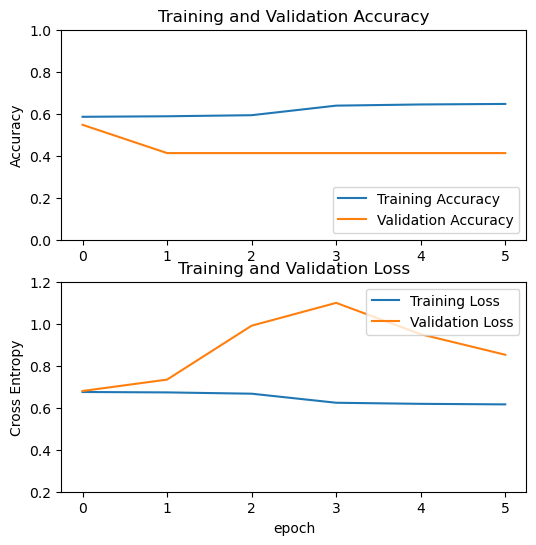 Training and Validation Accuracy
1.0
0.8
0.6
0.4
0.2
0.0
Accuracy
Training Accuracy
Validation Accuracy
0 1 2 3 4 5
Training and Validation Loss
1.2
1.0
0.8
0.6
0.4
0.2
Cross Entropy
Training Loss
Validation Loss
0 1 2 3 4 5
epoch